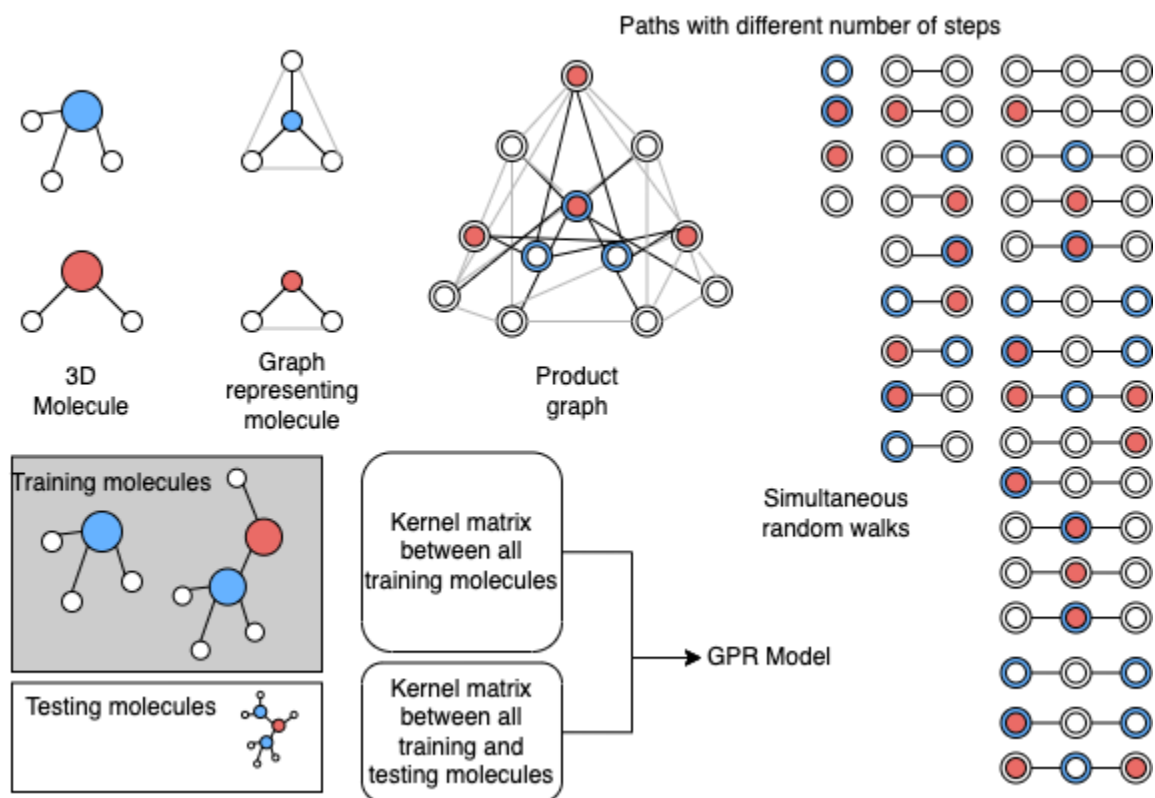 Paths with different number of steps
3D
Molecule
Graph
representing
molecule
Product
graph
Simultaneous
random walks
Training molecules
Testing molecules
Kernel matrix
between all
training molecules
Kernel matrix
between all
training and
testing molecules
GPR Model